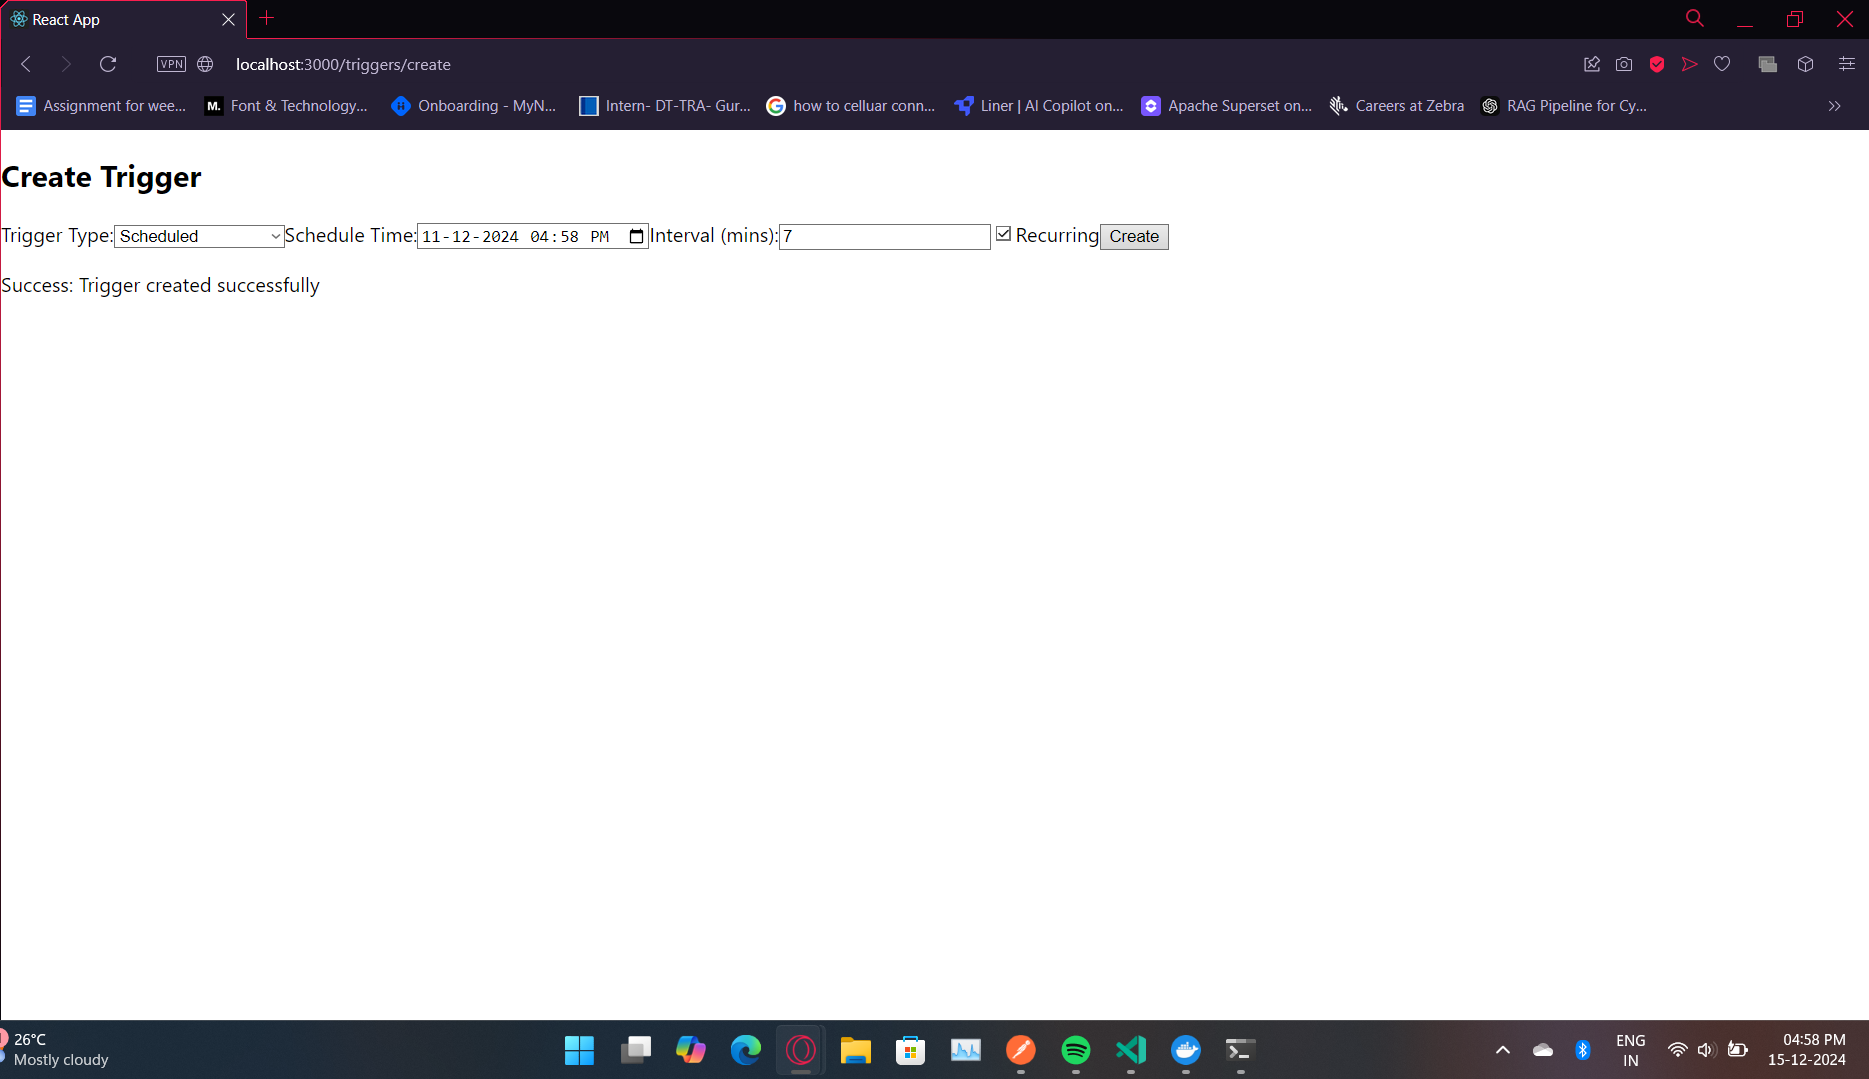 React App
VPN
localhost:3000/triggers/create
Assignment for wee...
M. Font & Technology...
Onboarding - MyN...
Intern- DT-TRA- Gur...
how to celluar conn...
Liner | AI Copilot on...
Apache Superset on...
Careers at Zebra
RAG Pipeline for Cy...
Create Trigger
Trigger Type: Scheduled Schedule Time: 11-12-2024 04:58 PM Interval (mins): 7 Recurring Create
Success: Trigger created successfully
26°C
Mostly cloudy
ENG
IN
04:58 PM
15-12-2024